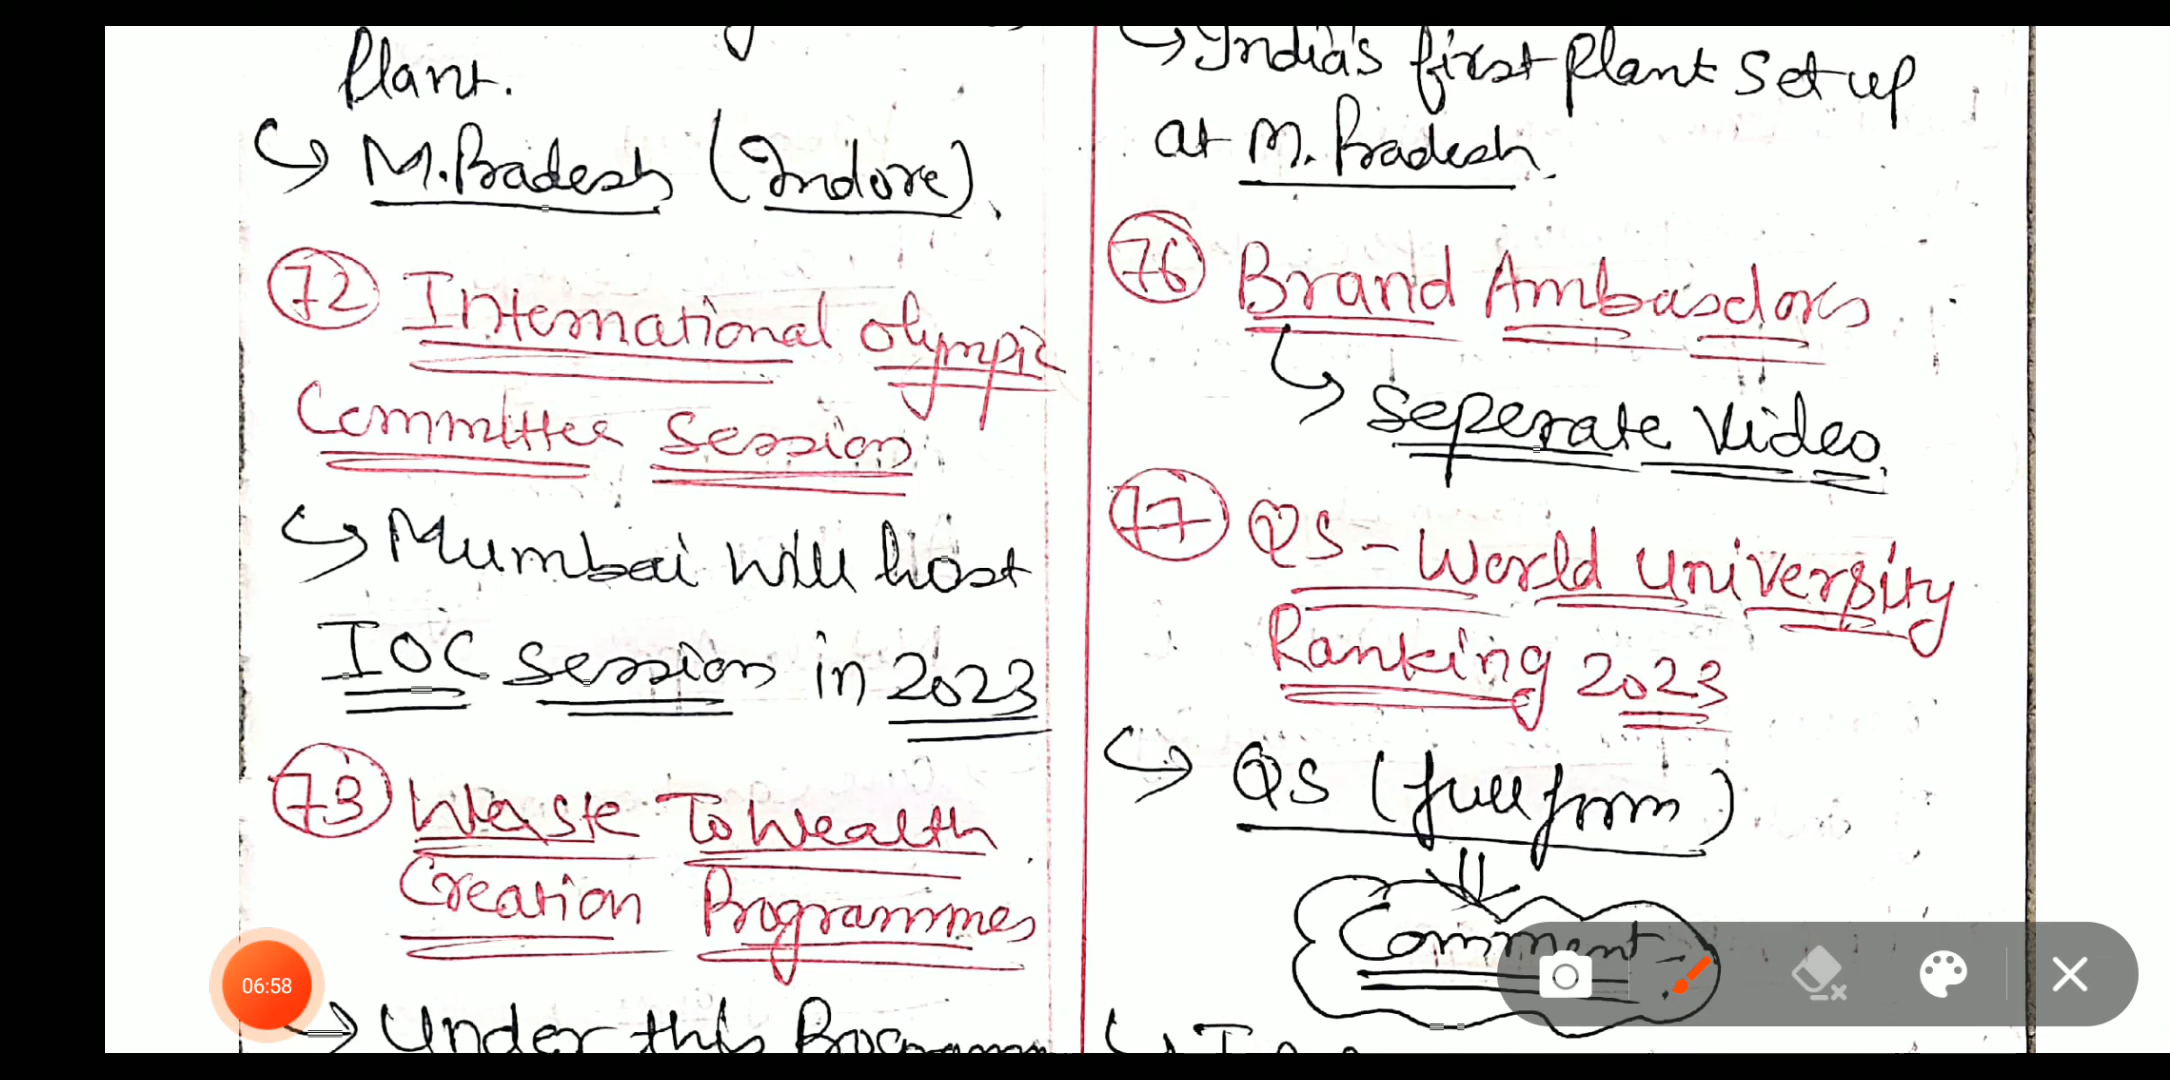 Plant.
M. Pradesh (Indore).
72 International Olympic
Committee Session
Mumbai will host
IOC Session in 2023
73 Waste To Wealth
Creation Programmes
Under this
India's first Plant Set up
at M. Pradesh.
76 Brand Ambasdors
Seperate Video.
77 QS - World University
Ranking 2023
QS (full form)
Comment
06:58